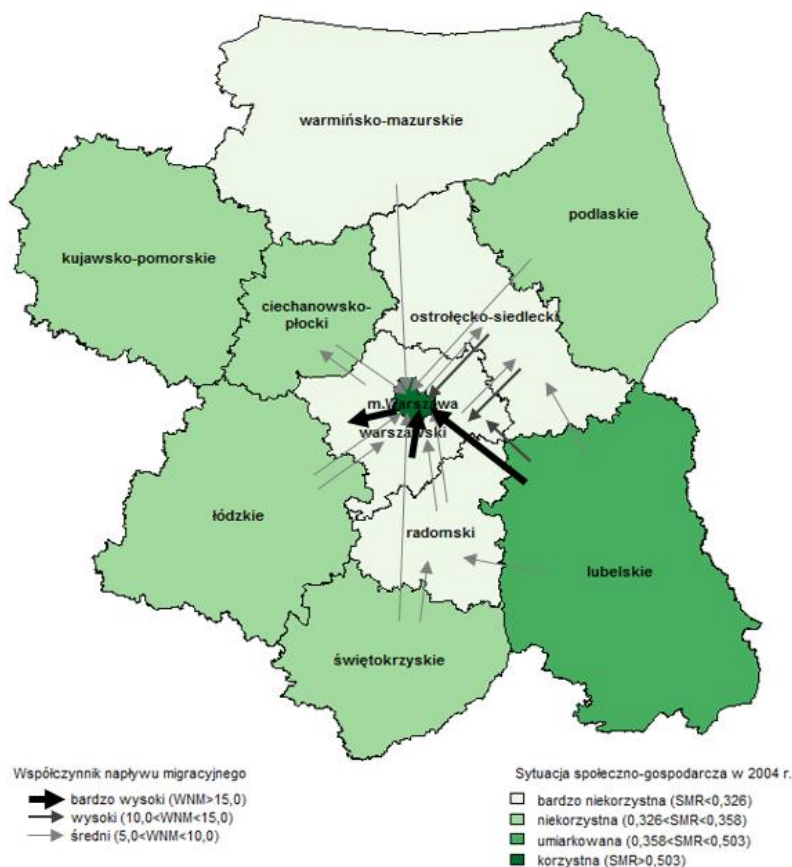 warmińsko-mazurskie
podlaskie
kujawsko-pomorskie
ciechanowsko-
płocki
ostrołęcko-siedlecki
m.Warszawa
warszawski
łódzkie
radomski
lubelskie
świętokrzyskie
Współczynnik napływu migracyjnego
bardzo wysoki (WNM>15,0)
wysoki (10,0<WNM<15,0)
średni (5,0<WNM<10,0)
Sytuacja społeczno-gospodarcza w 2004 r.
bardzo niekorzystna (SMR<0,326)
niekorzystna (0,326<SMR<0,358)
umiarkowana (0,358<SMR<0,503)
korzystna (SMR>0,503)